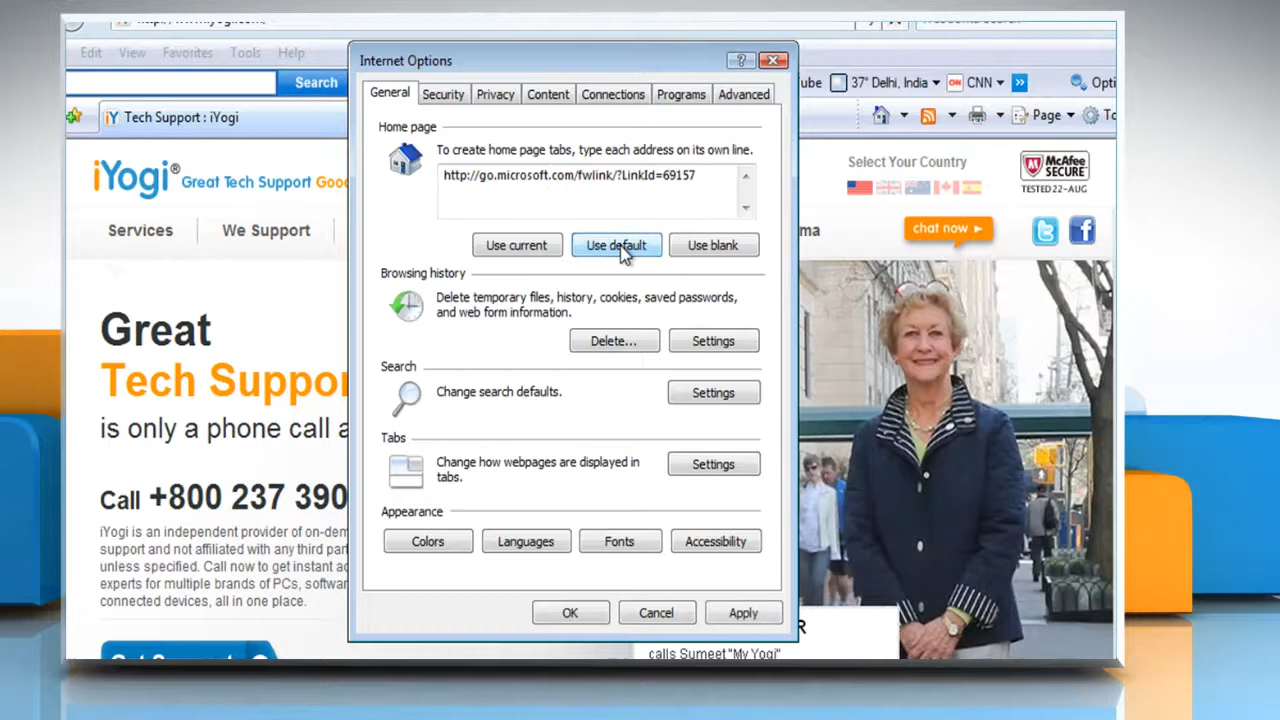 Edit View Favorites Tools Help
Internet Options
?
Search
Tech Support : iYogi
37° Delhi, India
CNN
»
Page
General Security Privacy Content Connections Programs Advanced
Home page
To create home page tabs, type each address on its own line.
http://go.microsoft.com/fwlink/?LinkId=69157
Use current Use default Use blank
Browsing history
Delete temporary files, history, cookies, saved passwords,
and web form information.
Delete... Settings
Search
Change search defaults.
Settings
Tabs
Change how webpages are displayed in
tabs.
Settings
Appearance
Colors Languages Fonts Accessibility
OK Cancel Apply
iYogi® Great Tech Support
Select Your Country
McAfee
SECURE
TESTED 22-AUG
Services We Support
chat now
Great
Tech Suppor
is only a phone call a
Call +800 237 390
iYogi is an independent provider of on-dem
support and not affiliated with any third part
unless specified. Call now to get instant ac
experts for multiple brands of PCs, softwar
connected devices, all in one place.
calls Sumeet "My Yogi"